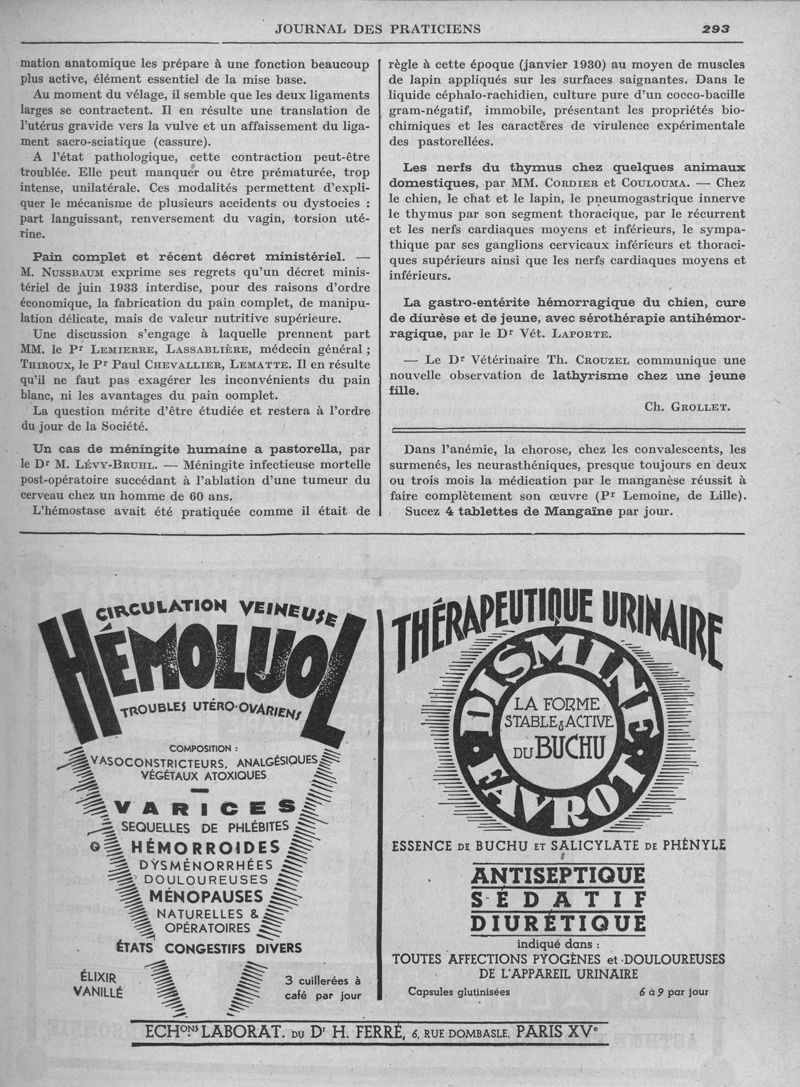 JOURNAL DES PRATICIENS
293
mation anatomique les prépare à une fonction beaucoup
plus active, élément essentiel de la mise base.
Au moment du vélage, il semble que les deux ligaments
larges se contractent. Il en résulte une translation de
l'utérus gravide vers la vulve et un affaissement du liga-
ment sacro-sciatique (cassure).
A l'état pathologique, cette contraction peut-être
troublée. Elle peut manquer ou être prématurée, trop
intense, unilatérale. Ces modalités permettent d'expli-
quer le mécanisme de plusieurs accidents ou dystocies :
part languissant, renversement du vagin, torsion uté-
rine.
Pain complet et récent décret ministériel. —
M. NUSSBAUM exprime ses regrets qu'un décret minis-
tériel de juin 1933 interdise, pour des raisons d'ordre
économique, la fabrication du pain complet, de manipu-
lation délicate, mais de valeur nutritive supérieure.
Une discussion s'engage à laquelle prennent part
MM. le Pr LEMIERRE, LASSABLIÈRE, médecin général ;
THIROUX, le Pr Paul CHEVALLIER, LEMATTE. Il en résulte
qu'il ne faut pas exagérer les inconvénients du pain
blanc, ni les avantages du pain complet.
La question mérite d'être étudiée et restera à l'ordre
du jour de la Société.
Un cas de méningite humaine a pastorella, par
le Dr M. LÉVY-BRUHL. — Méningite infectieuse mortelle
post-opératoire succédant à l'ablation d'une tumeur du
cerveau chez un homme de 60 ans.
L'hémostase avait été pratiquée comme il était de
règle à cette époque (janvier 1930) au moyen de muscles
de lapin appliqués sur les surfaces saignantes. Dans le
liquide céphalo-rachidien, culture pure d'un cocco-bacille
gram-négatif, immobile, présentant les propriétés bio-
chimiques et les caractères de virulence expérimentale
des pastorellées.
Les nerfs du thymus chez quelques animaux
domestiques, par MM. CORDIER et COULOUMA. — Chez
le chien, le chat et le lapin, le pneumogastrique innerve
le thymus par son segment thoracique, par le récurrent
et les nerfs cardiaques moyens et inférieurs, le sympa-
thique par ses ganglions cervicaux inférieurs et thoraci-
ques supérieurs ainsi que les nerfs cardiaques moyens et
inférieurs.
La gastro-entérite hémorragique du chien, cure
de diurèse et de jeune, avec sérothérapie antihémor-
ragique, par le Dr Vét. LAPORTE.
— Le Dr Vétérinaire Th. CROUZEL communique une
nouvelle observation de lathyrisme chez une jeune
fille.
Ch. GROLLET.
Dans l'anémie, la chorose, chez les convalescents, les
surmenés, les neurasthéniques, presque toujours en deux
ou trois mois la médication par le manganèse réussit à
faire complètement son œuvre (Pr Lemoine, de Lille).
Sucez 4 tablettes de Mangaïne par jour.
CIRCULATION VEINEUSE
HÉMOLUOL
TROUBLES UTÉRO-OVARIENS
COMPOSITION :
VASOCONSTRICTEURS, ANALGÉSIQUES
VÉGÉTAUX ATOXIQUES
VARICES
SEQUELLES DE PHLÉBITES
HÉMORROIDES
DYSMÉNORRHÉES
DOULOUREUSES
MÉNOPAUSES
NATURELLES &
OPÉRATOIRES
ÉTATS CONGESTIFS DIVERS
ÉLIXIR
VANILLÉ
3 cuillerées à
café par jour
THÉRAPEUTIQUE URINAIRE
DISMINE
LA FORME
STABLE & ACTIVE
DU BUCHU
FAVROT
ESSENCE DE BUCHU ET SALICYLATE DE PHÉNYLE
ANTISEPTIQUE
SÉDATIF
DIURÉTIQUE
indiqué dans :
TOUTES AFFECTIONS PYOGÈNES et DOULOUREUSES
DE L'APPAREIL URINAIRE
Capsules glutinisées
6 à 9 par jour
ECHons LABORAT. DU Dr H. FERRÉ, 6, RUE DOMBASLE, PARIS XVe